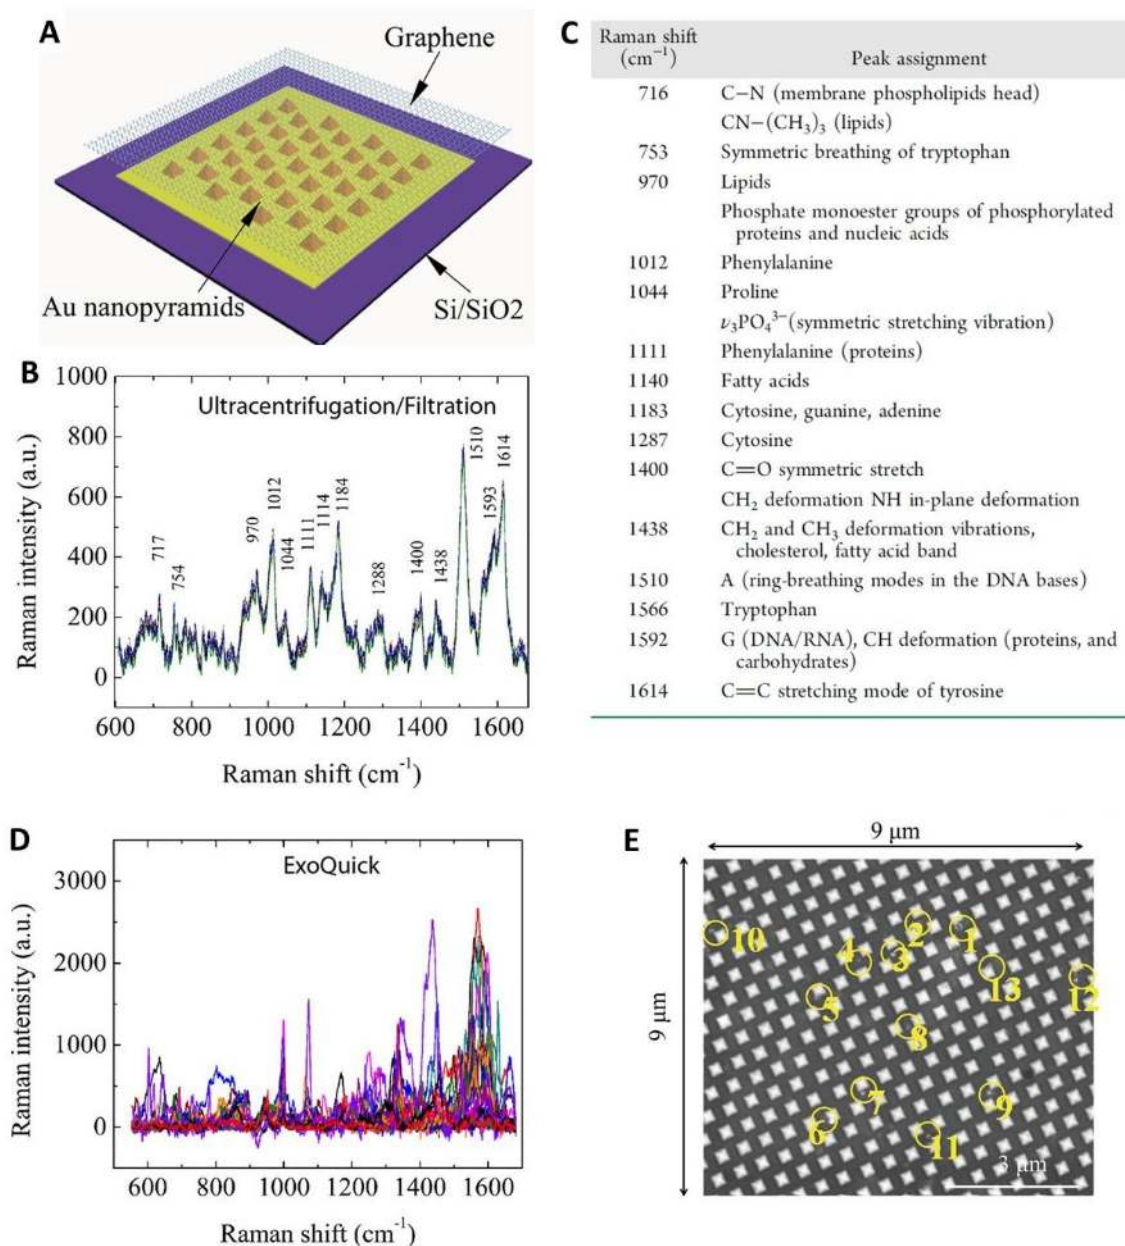 A
Graphene
Au nanopyramids
Si/SiO2
B
Ultracentrifugation/Filtration
Raman intensity (a.u.)
1000
800
600
400
200
0
717
754
970
1012
1044
1111
1114
1184
1288
1400
1438
1510
1593
1614
600
800
1000
1200
1400
1600
Raman shift (cm⁻¹)
C
Raman shift
(cm⁻¹)
Peak assignment
716 C−N (membrane phospholipids head)
CN−(CH₃)₃ (lipids)
753 Symmetric breathing of tryptophan
970 Lipids
Phosphate monoester groups of phosphorylated
proteins and nucleic acids
1012 Phenylalanine
1044 Proline
ν₃PO₄³⁻(symmetric stretching vibration)
1111 Phenylalanine (proteins)
1140 Fatty acids
1183 Cytosine, guanine, adenine
1287 Cytosine
1400 C=O symmetric stretch
CH₂ deformation NH in-plane deformation
1438 CH₂ and CH₃ deformation vibrations,
cholesterol, fatty acid band
1510 A (ring-breathing modes in the DNA bases)
1566 Tryptophan
1592 G (DNA/RNA), CH deformation (proteins, and
carbohydrates)
1614 C=C stretching mode of tyrosine
D
ExoQuick
Raman intensity (a.u.)
3000
2000
1000
0
600
800
1000
1200
1400
1600
Raman shift (cm⁻¹)
E
9 μm
9 μm
10
4
3
2
1
13
12
5
8
7
6
9
11
3 μm